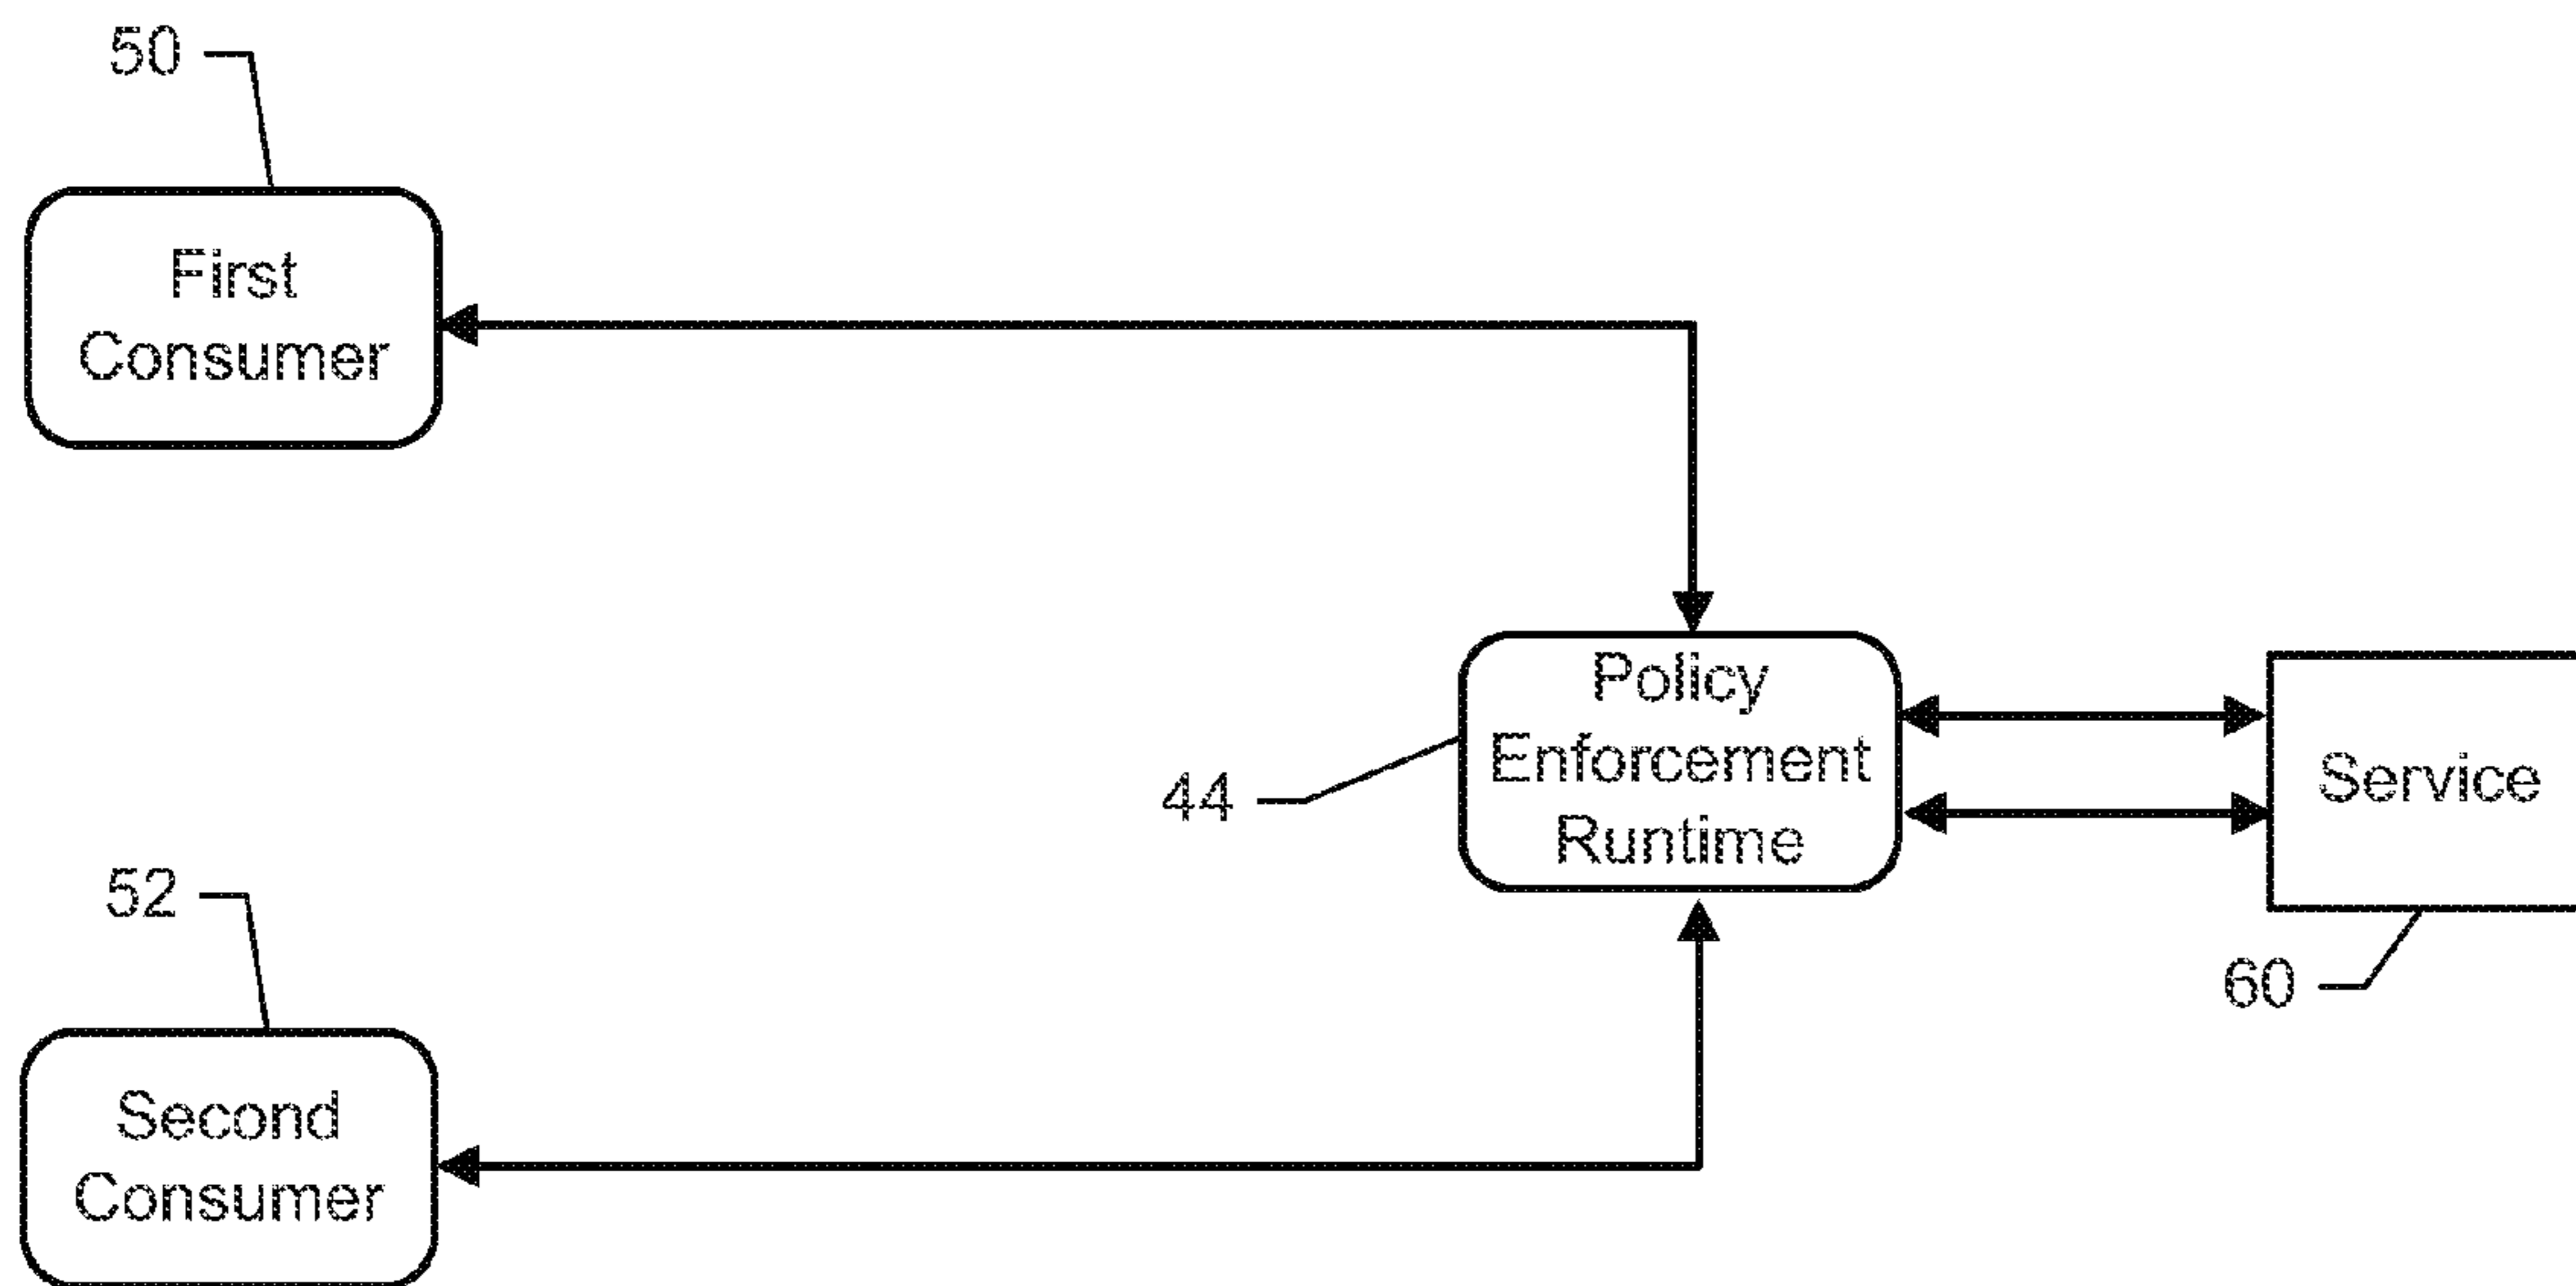 50
First
Consumer
Policy
Enforcement
Runtime
44
Service
60
52
Second
Consumer